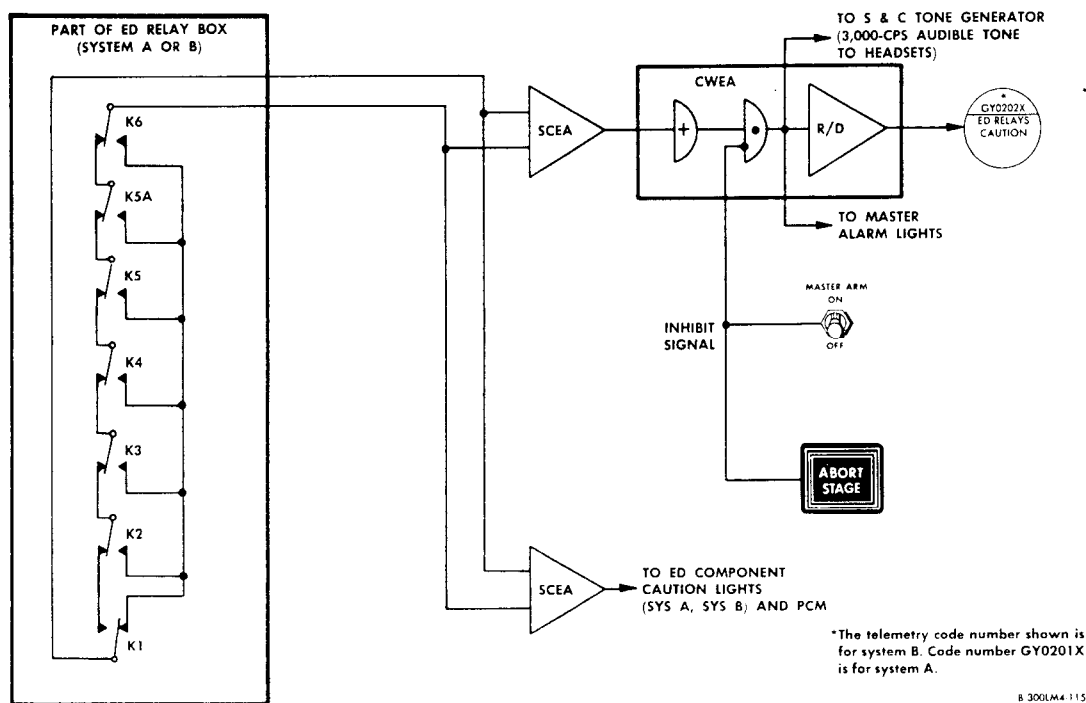 PART OF ED RELAY BOX
(SYSTEM A OR B)
K6
K5A
K5
K4
K3
K2
K1
SCEA
CWEA
+
R/D
TO S & C TONE GENERATOR
(3,000-CPS AUDIBLE TONE
TO HEADSETS)
*
GY0202X
ED RELAYS
CAUTION
TO MASTER
ALARM LIGHTS
MASTER ARM
ON
OFF
INHIBIT
SIGNAL
ABORT
STAGE
SCEA
TO ED COMPONENT
CAUTION LIGHTS
(SYS A, SYS B) AND PCM
*The telemetry code number shown is
for system B. Code number GY0201X
is for system A.
B-300LM4-115